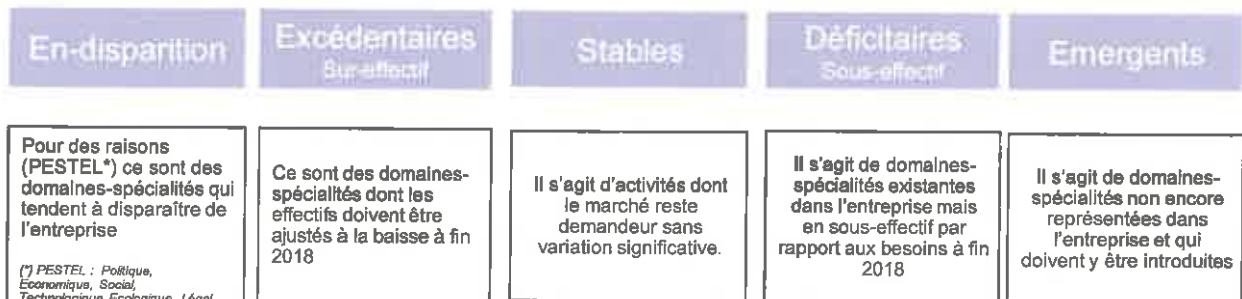 En-disparition
Excédentaires
Sur-effectif
Stables
Déficitaires
Sous-effectif
Emergents
Pour des raisons
(PESTEL*) ce sont des
domaines-spécialités qui
tendent à disparaître de
l'entreprise
(*) PESTEL : Politique,
Economique, Social,
Technologique, Ecologique, Légal
Ce sont des domaines-
spécialités dont les
effectifs doivent être
ajustés à la baisse à fin
2018
Il s'agit d'activités dont
le marché reste
demandeur sans
variation significative.
Il s'agit de domaines-
spécialités existantes
dans l'entreprise mais
en sous-effectif par
rapport aux besoins à fin
2018
Il s'agit de domaines-
spécialités non encore
représentées dans
l'entreprise et qui
doivent y être introduites